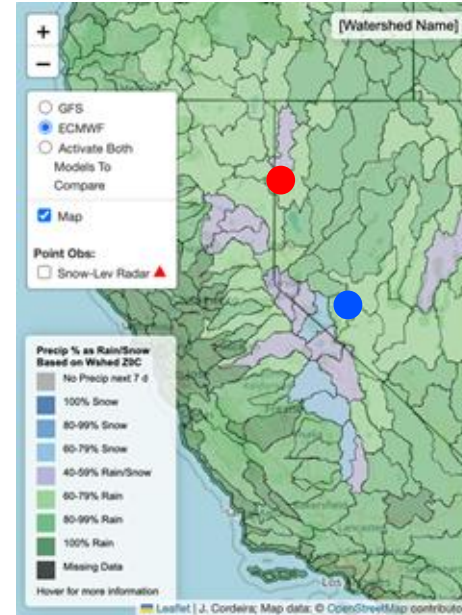 +
[Watershed Name]
−
GFS
ECMWF
Activate Both
Models To
Compare
Map
Point Obs:
Snow-Lev Radar
Precip % as Rain/Snow
Based on Wshed Z0C
No Precip next 7 d
100% Snow
80-99% Snow
60-79% Snow
40-59% Rain/Snow
60-79% Rain
80-99% Rain
100% Rain
Missing Data
Hover for more information
Los
Leaflet | J. Cordeira; Map data: © OpenStreetMap contributo